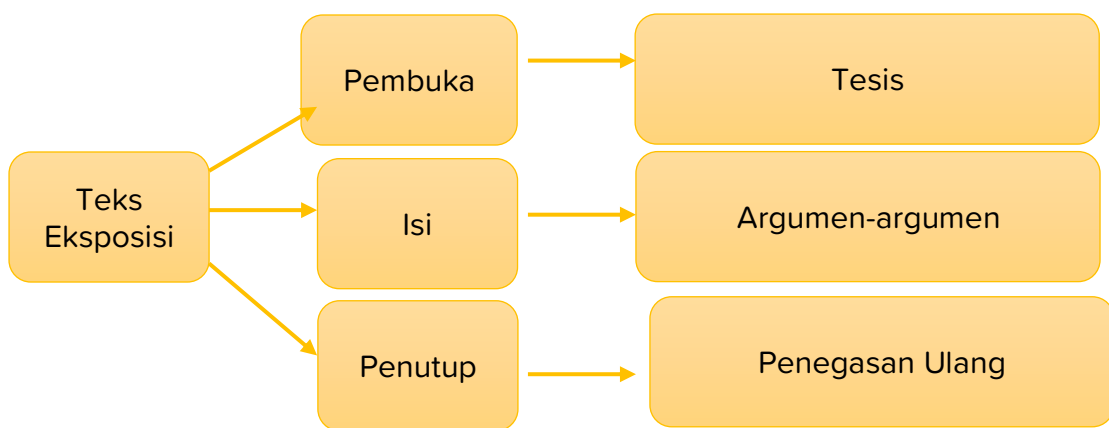 Pembuka
Tesis
Teks
Eksposisi
Isi
Argumen-argumen
Penutup
Penegasan Ulang